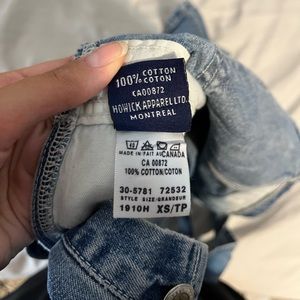 100% COTTON
COTON
CA00872
HOWICK APPAREL LTD.
MONTREAL
MADE IN FAIT AU CANADA
CA 00872
100% COTTON/COTON
30-5781 72532
STYLE SIZE/GRANDEUR
1910H XS/TP